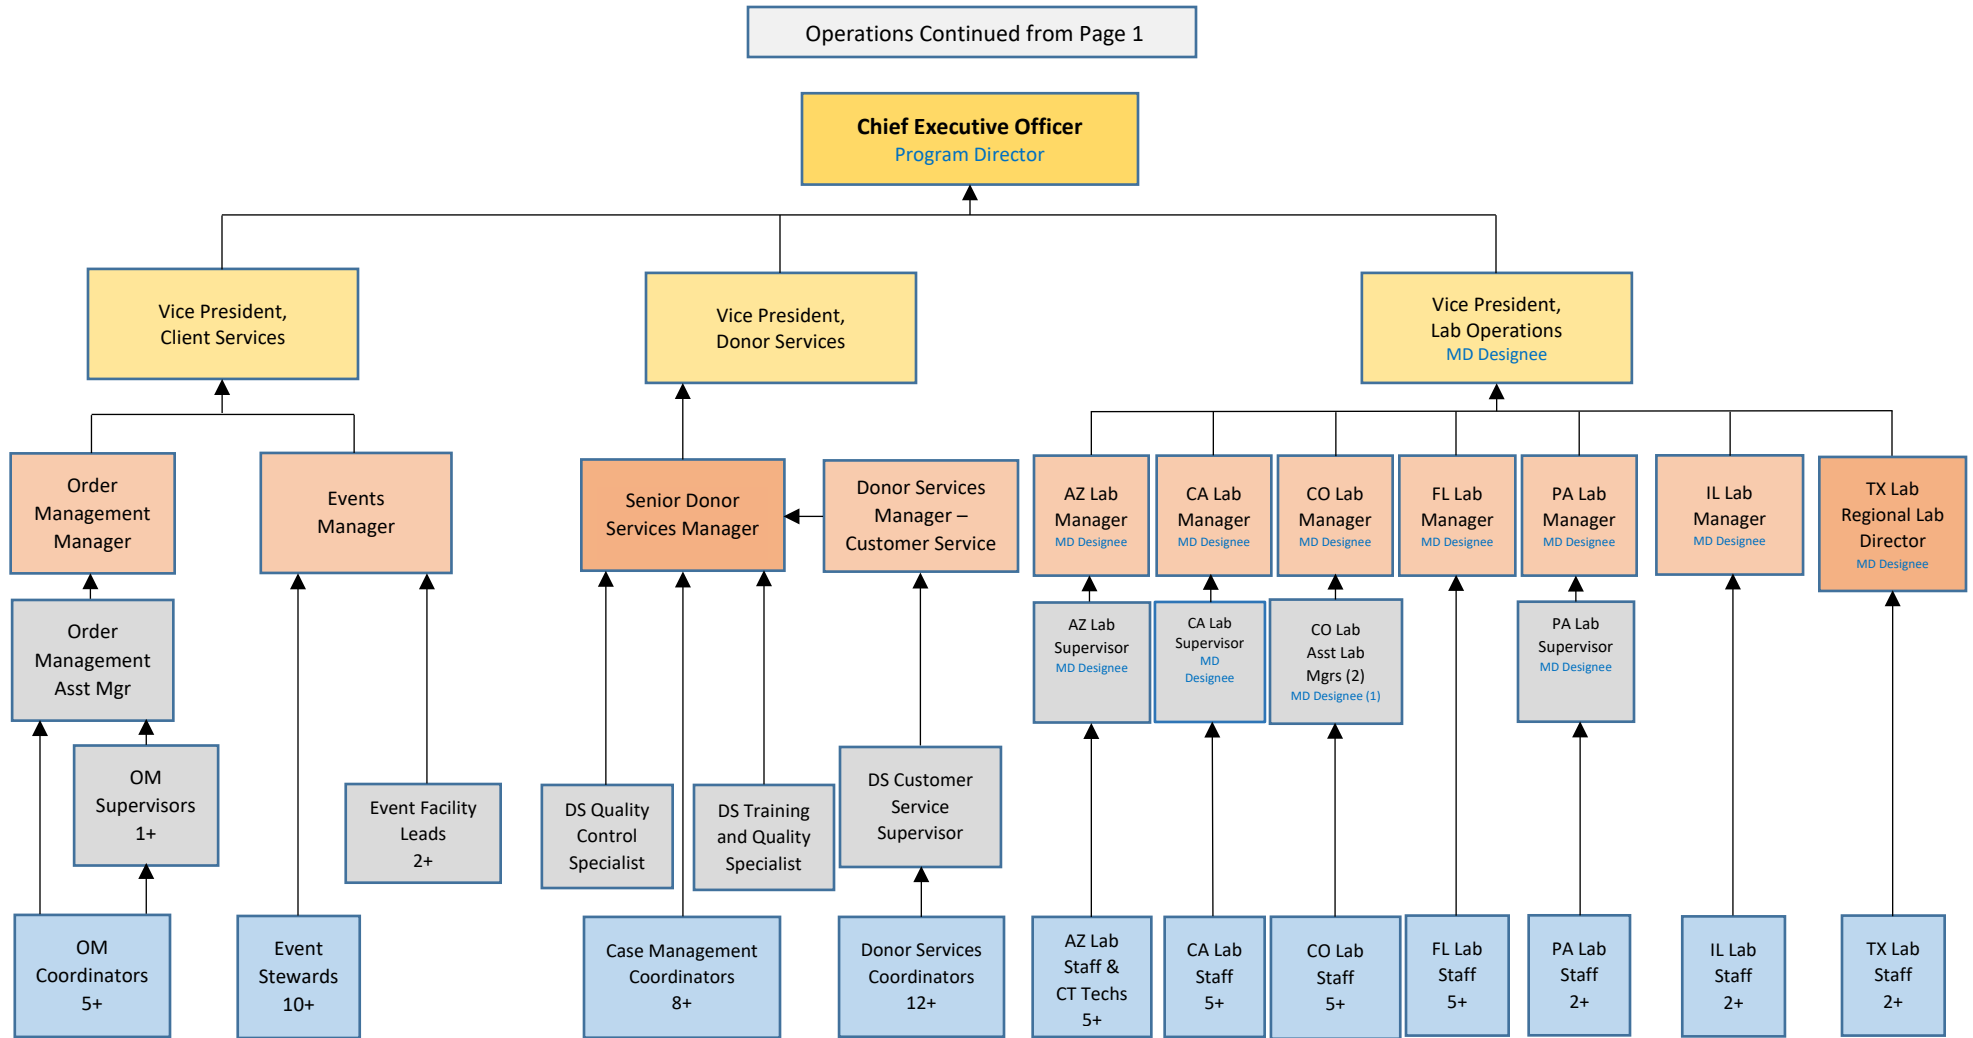 Operations Continued from Page 1
Chief Executive Officer
Program Director
Vice President,
Client Services
Vice President,
Donor Services
Vice President,
Lab Operations
MD Designee
Order
Management
Manager
Events
Manager
Senior Donor
Services Manager
Donor Services
Manager –
Customer Service
AZ Lab
Manager
MD Designee
CA Lab
Manager
MD Designee
CO Lab
Manager
MD Designee
FL Lab
Manager
MD Designee
PA Lab
Manager
MD Designee
IL Lab
Manager
MD Designee
TX Lab
Regional Lab
Director
MD Designee
Order
Management
Asst Mgr
AZ Lab
Supervisor
MD Designee
CA Lab
Supervisor
MD
Designee
CO Lab
Asst Lab
Mgrs (2)
MD Designee (1)
PA Lab
Supervisor
MD Designee
OM
Supervisors
1+
Event Facility
Leads
2+
DS Quality
Control
Specialist
DS Training
and Quality
Specialist
DS Customer
Service
Supervisor
OM
Coordinators
5+
Event
Stewards
10+
Case Management
Coordinators
8+
Donor Services
Coordinators
12+
AZ Lab
Staff &
CT Techs
5+
CA Lab
Staff
5+
CO Lab
Staff
5+
FL Lab
Staff
5+
PA Lab
Staff
2+
IL Lab
Staff
2+
TX Lab
Staff
2+